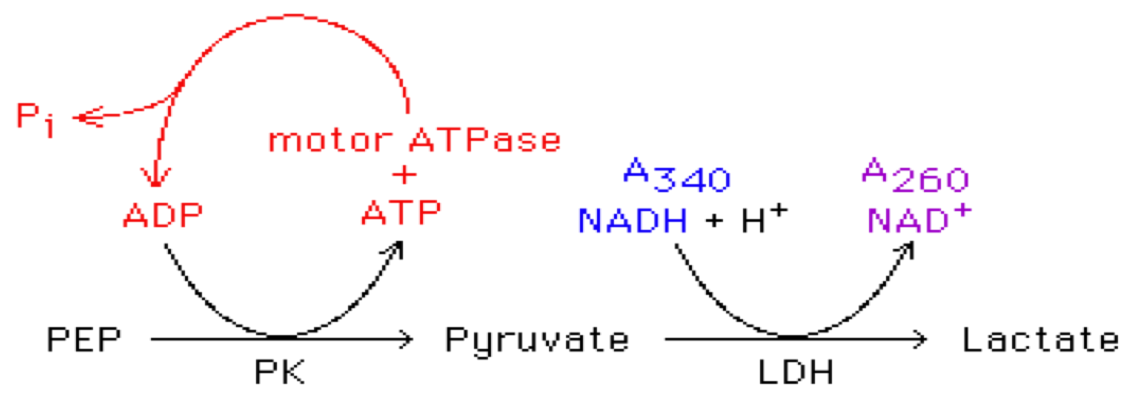 Pi
motor ATPase
+
ADP
ATP
A340
A260
NADH + H+
NAD+
PEP
Pyruvate
Lactate
PK
LDH